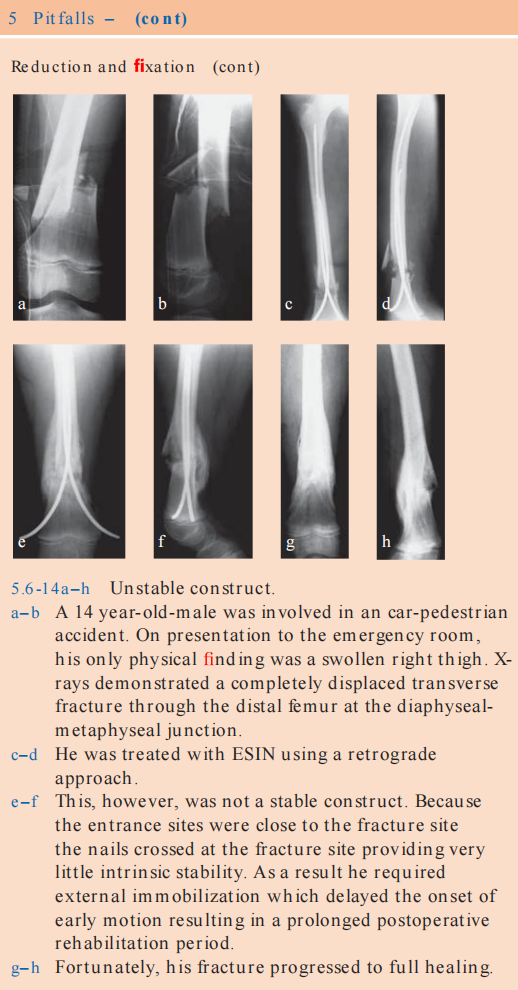 5 Pitfalls – (cont)
Reduction and fixation (cont)
a
b
c
d
e
f
g
h
5.6-14a–h Unstable construct.
a–b A 14 year-old-male was involved in an car-pedestrian
accident. On presentation to the emergency room,
his only physical finding was a swollen right thigh. X-
rays demonstrated a completely displaced transverse
fracture through the distal femur at the diaphyseal-
metaphyseal junction.
c–d He was treated with ESIN using a retrograde
approach.
e–f This, however, was not a stable construct. Because
the entrance sites were close to the fracture site
the nails crossed at the fracture site providing very
little intrinsic stability. As a result he required
external immobilization which delayed the onset of
early motion resulting in a prolonged postoperative
rehabilitation period.
g–h Fortunately, his fracture progressed to full healing.